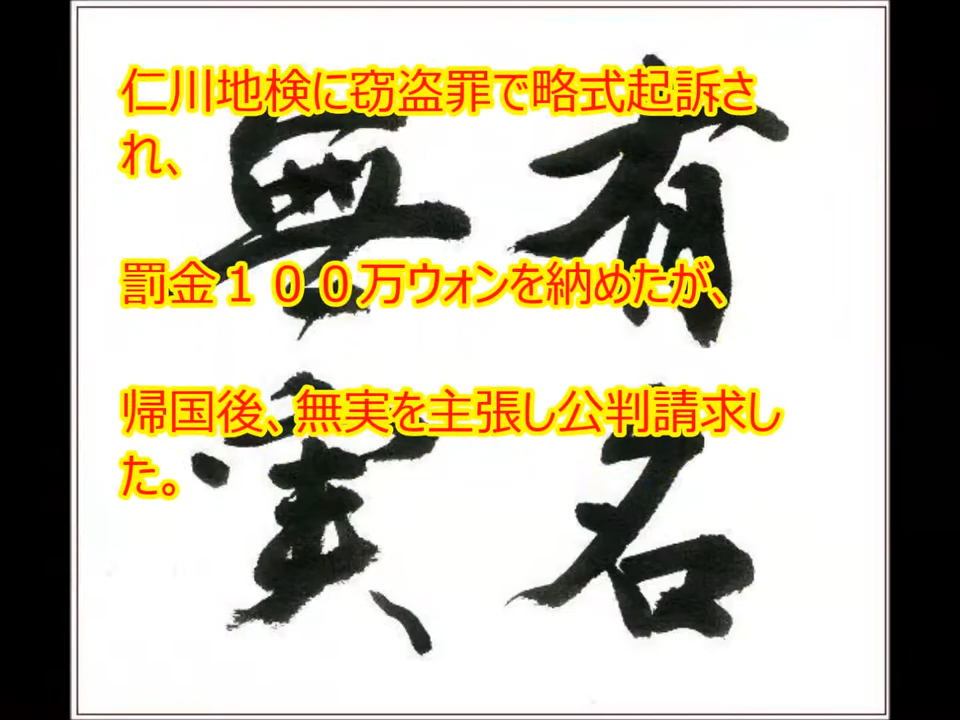 仁川地検に窃盗罪で略式起訴さ
れ、
罰金１００万ウォンを納めたが、
帰国後、無実を主張し公判請求し
た。
有名
無実